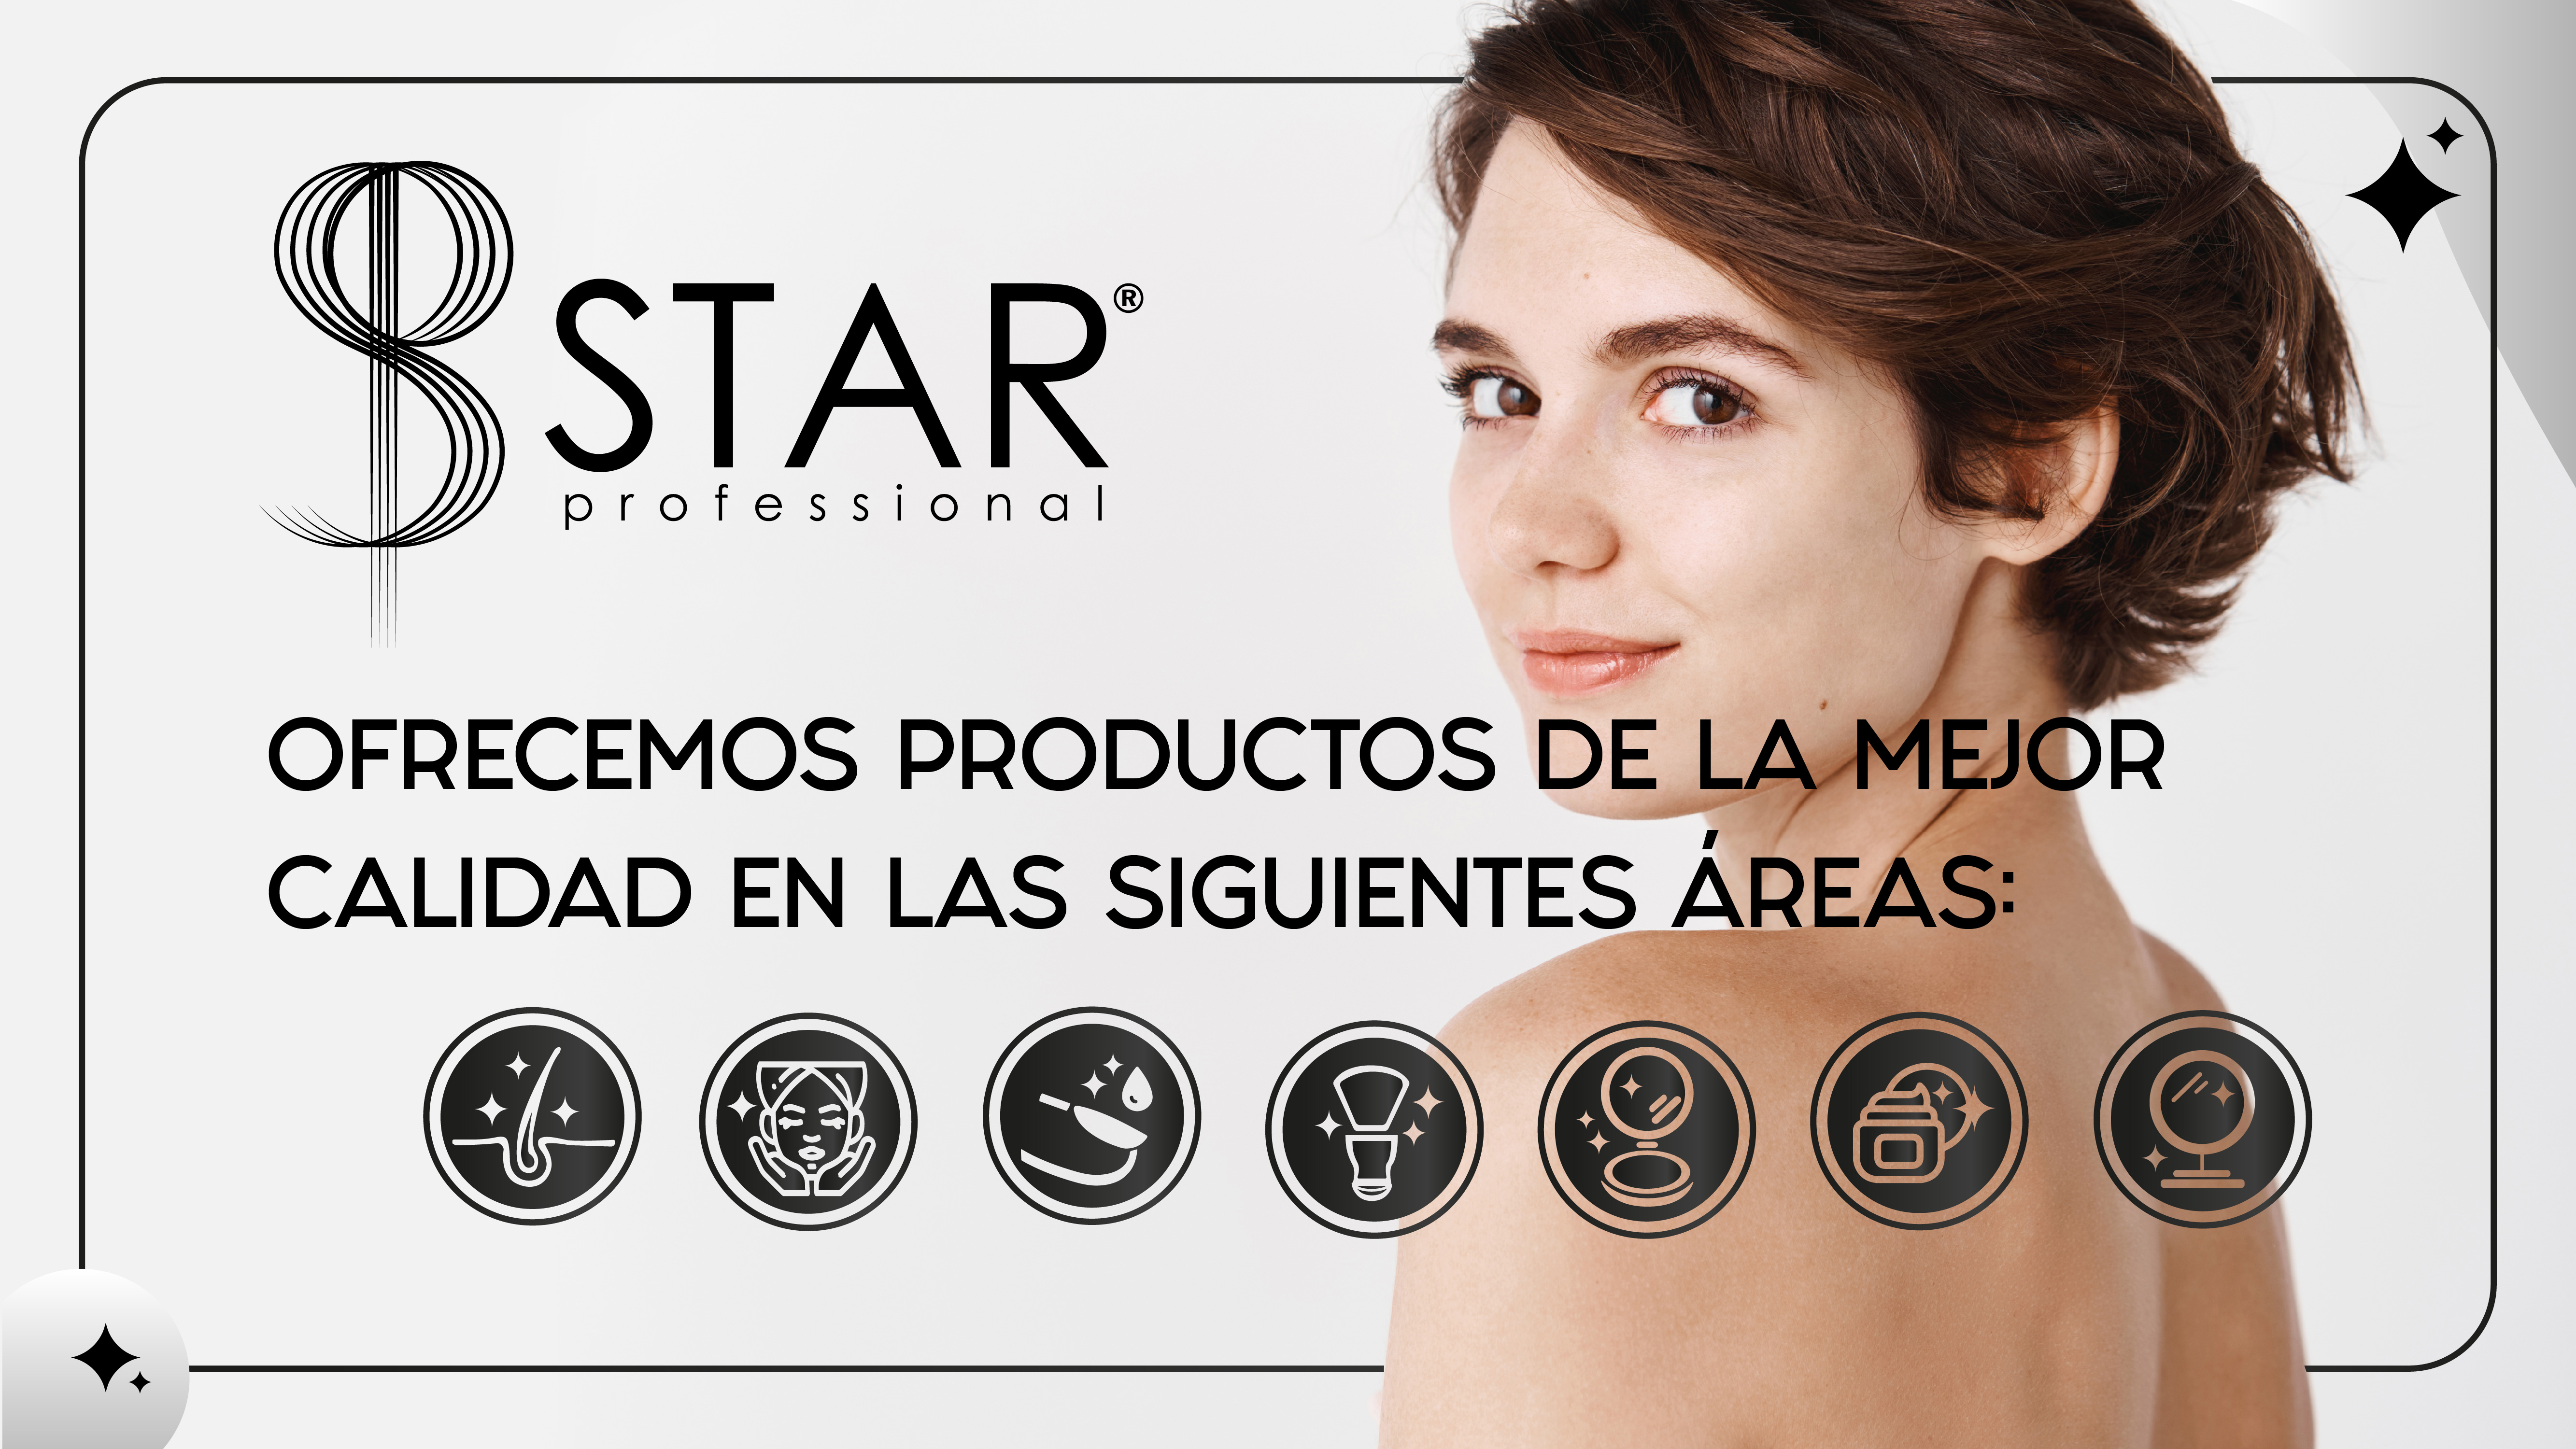 STAR®
professional
OFRECEMOS PRODUCTOS DE LA MEJOR
CALIDAD EN LAS SIGUIENTES ÁREAS: